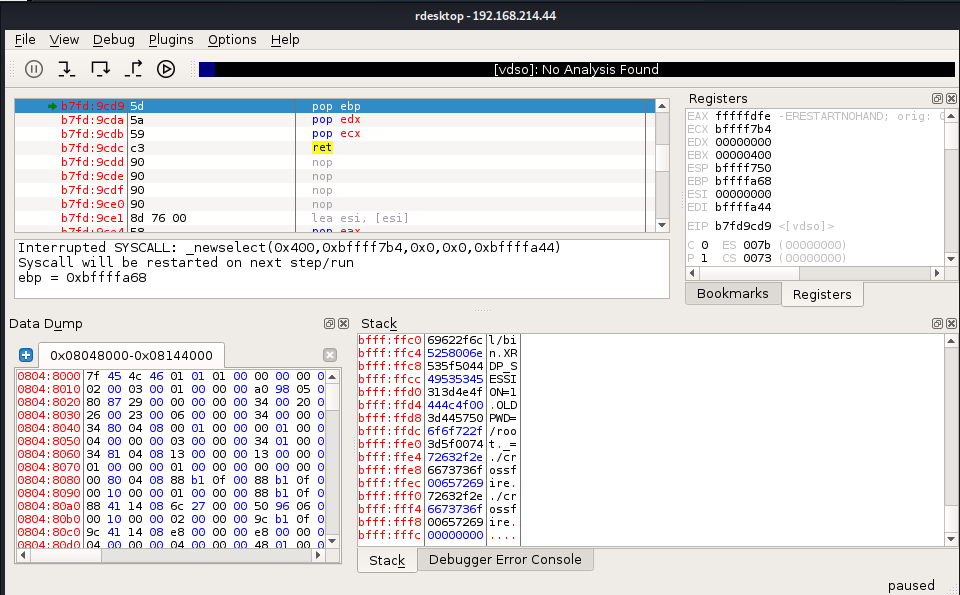 rdesktop - 192.168.214.44
File View Debug Plugins Options Help
[vdso]: No Analysis Found
b7fd:9cd9 5d pop ebp
b7fd:9cda 5a pop edx
b7fd:9cdb 59 pop ecx
b7fd:9cdc c3 ret
b7fd:9cdd 90 nop
b7fd:9cde 90 nop
b7fd:9cdf 90 nop
b7fd:9ce0 90 nop
b7fd:9ce1 8d 76 00 lea esi, [esi]
b7fd:9ce4 58 pop eax
Interrupted SYSCALL: _newselect(0x400,0xbffff7b4,0x0,0x0,0xbffffa44)
Syscall will be restarted on next step/run
ebp = 0xbffffa68
Registers
EAX fffffdfe -ERESTARTNOHAND; orig: 0
ECX bffff7b4
EDX 00000000
EBX 00000400
ESP bffff750
EBP bffffa68
ESI 00000000
EDI bffffa44
EIP b7fd9cd9 <[vdso]>
C 0 ES 007b (00000000)
P 1 CS 0073 (00000000)
Bookmarks Registers
Data Dump
0x08048000-0x08144000
0804:8000 7f 45 4c 46 01 01 01 00 00 00 00 0
0804:8010 02 00 03 00 01 00 00 00 a0 98 05 0
0804:8020 80 87 29 00 00 00 00 00 34 00 20 0
0804:8030 26 00 23 00 06 00 00 00 34 00 00 0
0804:8040 34 80 04 08 00 01 00 00 00 01 00 0
0804:8050 04 00 00 00 03 00 00 00 34 01 00 0
0804:8060 34 81 04 08 13 00 00 00 13 00 00 0
0804:8070 01 00 00 00 01 00 00 00 00 00 00 0
0804:8080 00 80 04 08 88 b1 0f 00 88 b1 0f 0
0804:8090 00 10 00 00 01 00 00 00 88 b1 0f 0
0804:80a0 88 41 14 08 6c 27 00 00 50 96 06 0
0804:80b0 00 10 00 00 02 00 00 00 9c b1 0f 0
0804:80c0 9c 41 14 08 e8 00 00 00 e8 00 00 0
0804:80d0 04 00 00 00 04 00 00 00 48 01 00 0
Stack
bfff:ffc0 69622f6c l/bi
bfff:ffc4 5258006e n.XR
bfff:ffc8 535f5044 DP_S
bfff:ffcc 49535345 ESSI
bfff:ffd0 313d4e4f ON=1
bfff:ffd4 444c4f00 .OLD
bfff:ffd8 3d445750 PWD=
bfff:ffdc 6f6f722f /roo
bfff:ffe0 3d5f0074 t._=
bfff:ffe4 72632f2e ./cr
bfff:ffe8 6673736f ossf
bfff:ffec 00657269 ire.
bfff:fff0 72632f2e ./cr
bfff:fff4 6673736f ossf
bfff:fff8 00657269 ire.
bfff:fffc 00000000 ....
Stack Debugger Error Console
paused